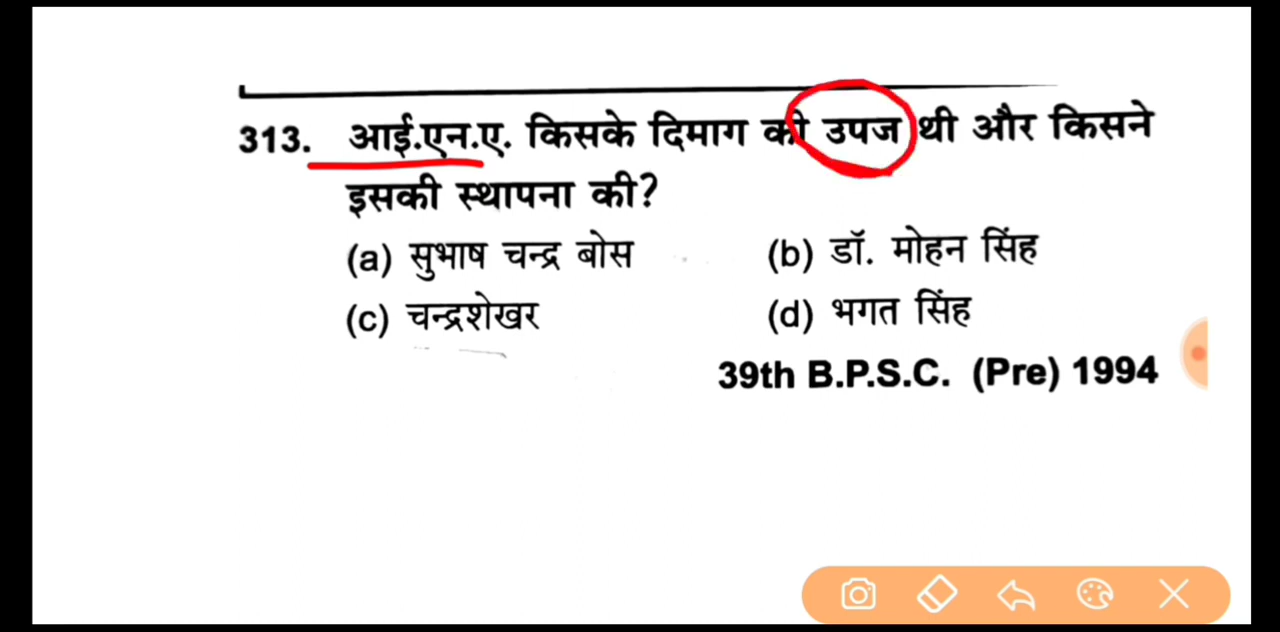 313. आई.एन.ए. किसके दिमाग की उपज थी और किसने
इसकी स्थापना की?
(a) सुभाष चन्द्र बोस (b) डॉ. मोहन सिंह
(c) चन्द्रशेखर (d) भगत सिंह
39th B.P.S.C. (Pre) 1994